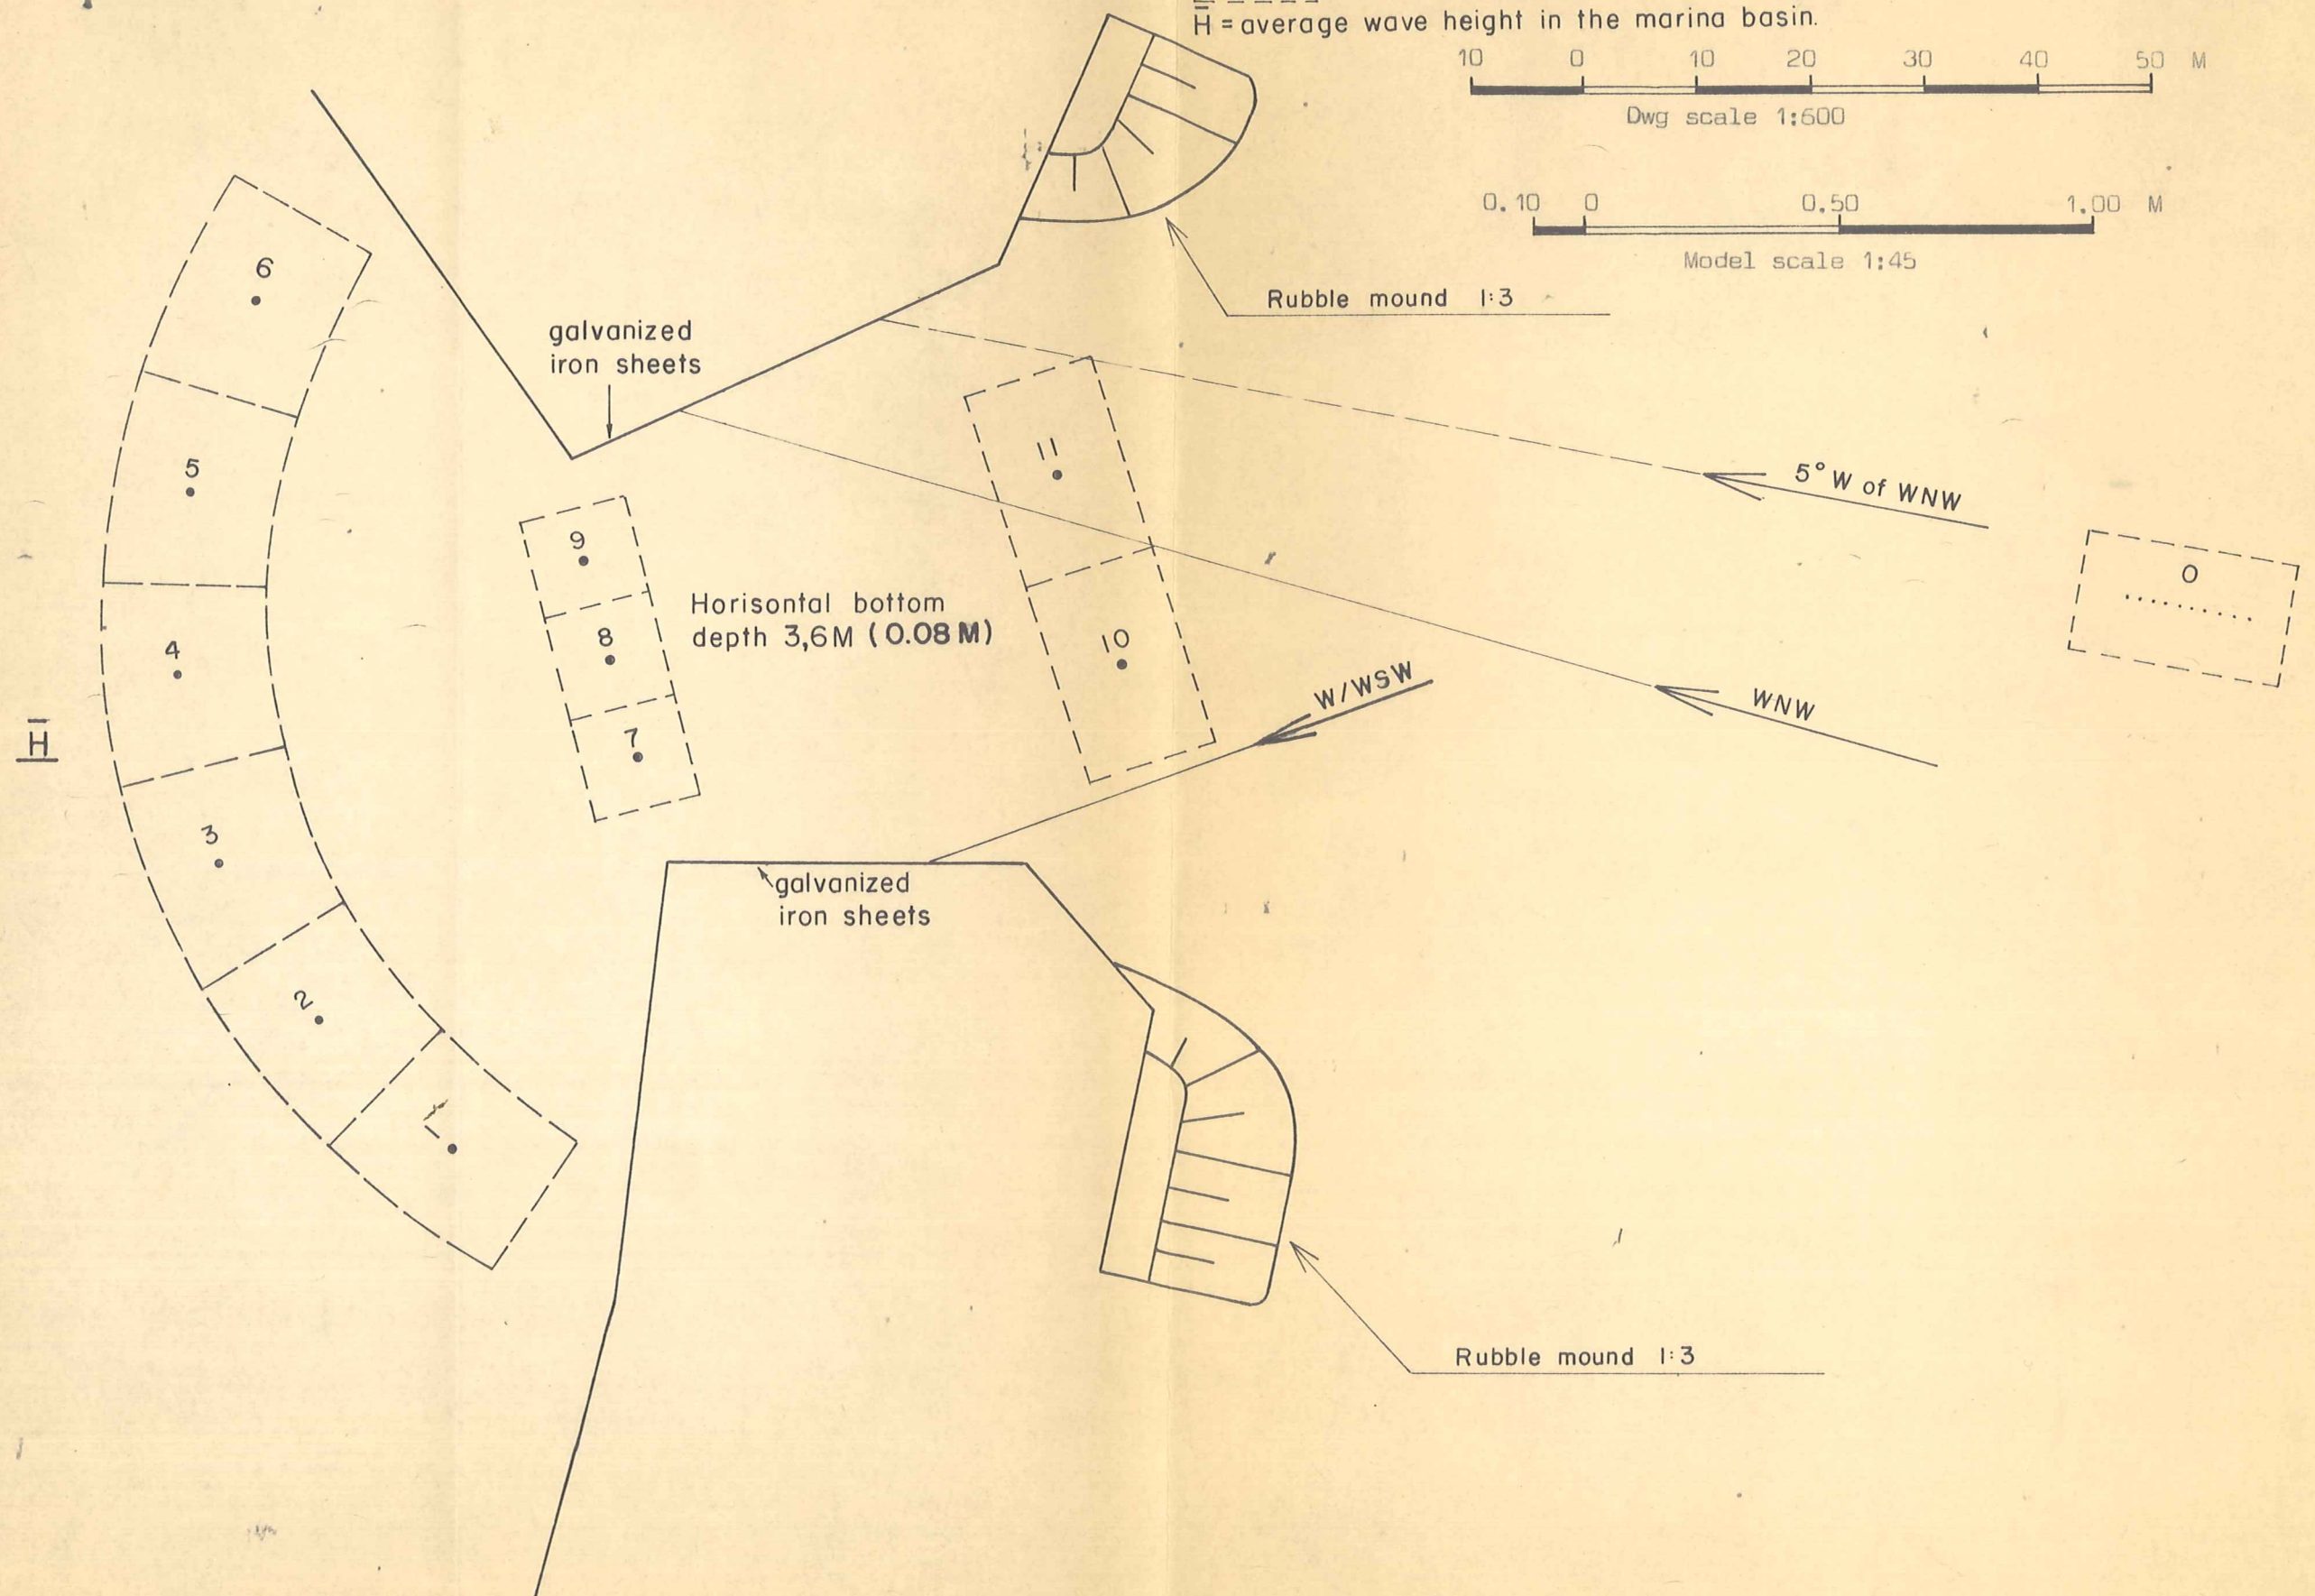 H̄ = average wave height in the marina basin.
10 0 10 20 30 40 50 M
Dwg scale 1:600
0.10 0 0.50 1.00 M
Model scale 1:45
Rubble mound 1:3
galvanized
iron sheets
6
5
4
3
2
1
9
8
7
11
10
0
Horisontal bottom
depth 3,6M (0.08M)
5° W of WNW
WNW
W/WSW
H̄
galvanized
iron sheets
Rubble mound 1:3